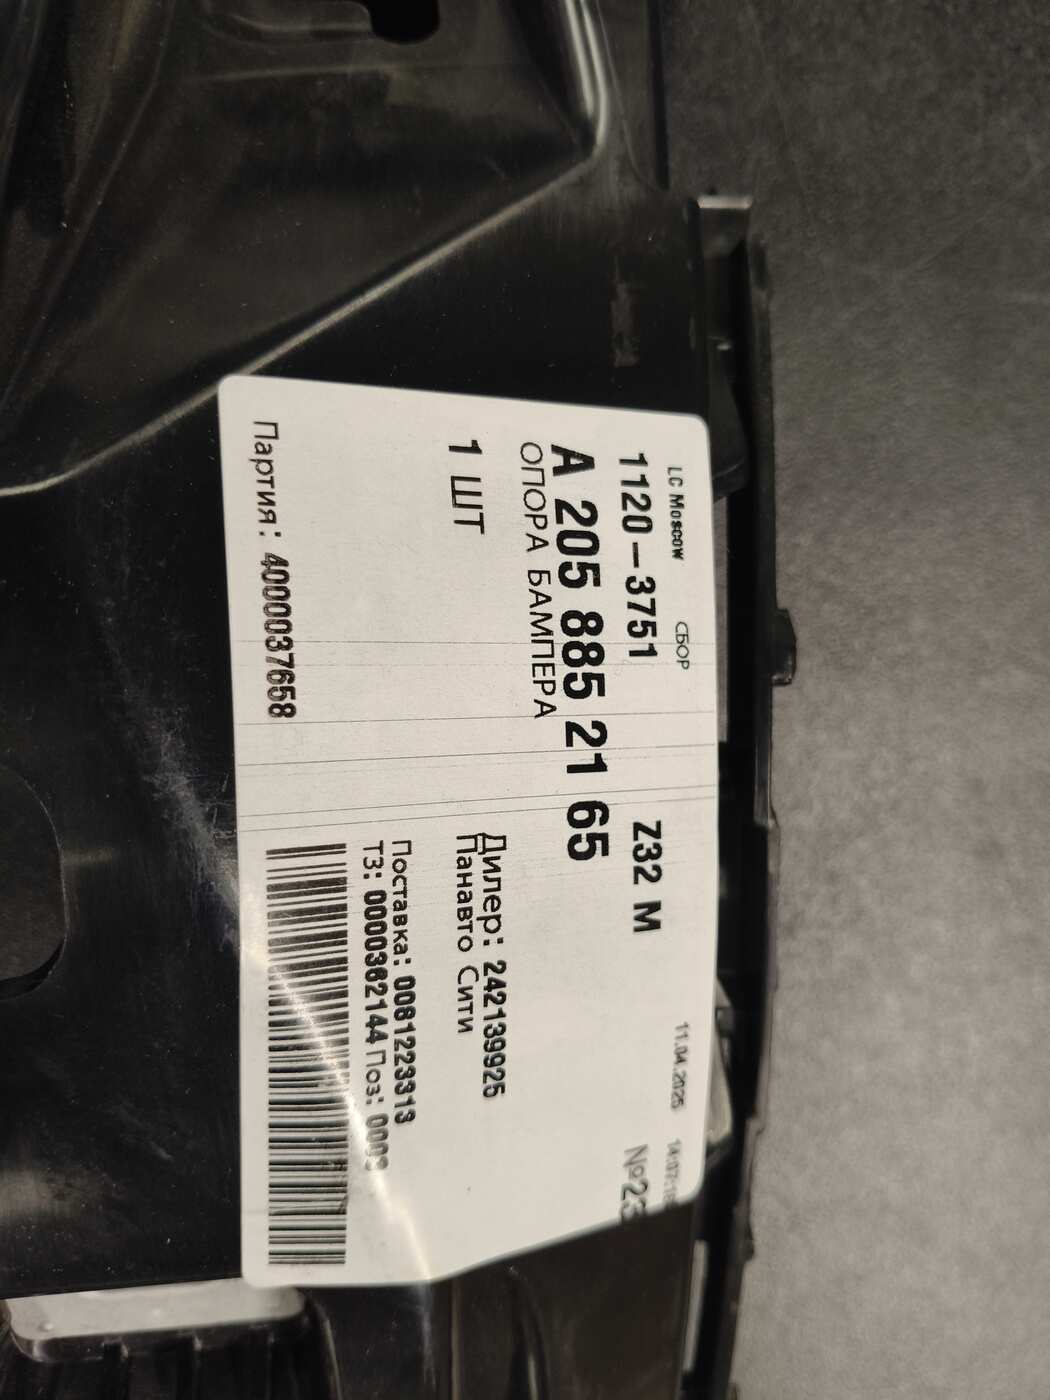 LC Moscow СБОР 11.04.2025
1120-3751 Z32 M №23
A 205 885 21 65
ОПОРА БАМПЕРА
1 ШТ
Дилер: 242139925
Панавто Сити
Поставка: 0081223313
ТЗ: 0000362144 Поз:
Партия: 4000037658